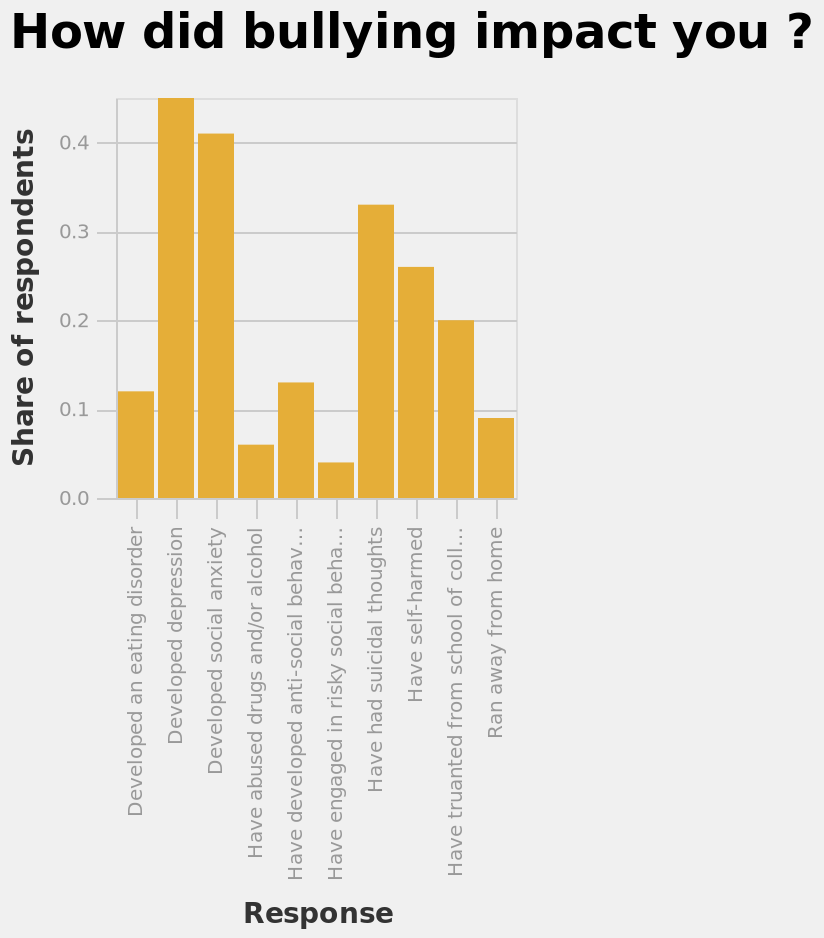 How did bullying impact you ?
Share of respondents
0.4
0.3
0.2
0.1
0.0
Developed an eating disorder
Developed depression
Developed social anxiety
Have abused drugs and/or alcohol
Have developed anti-social behav...
Have engaged in risky social beha...
Have had suicidal thoughts
Have self-harmed
Have truanted from school of coll...
Ran away from home
Response